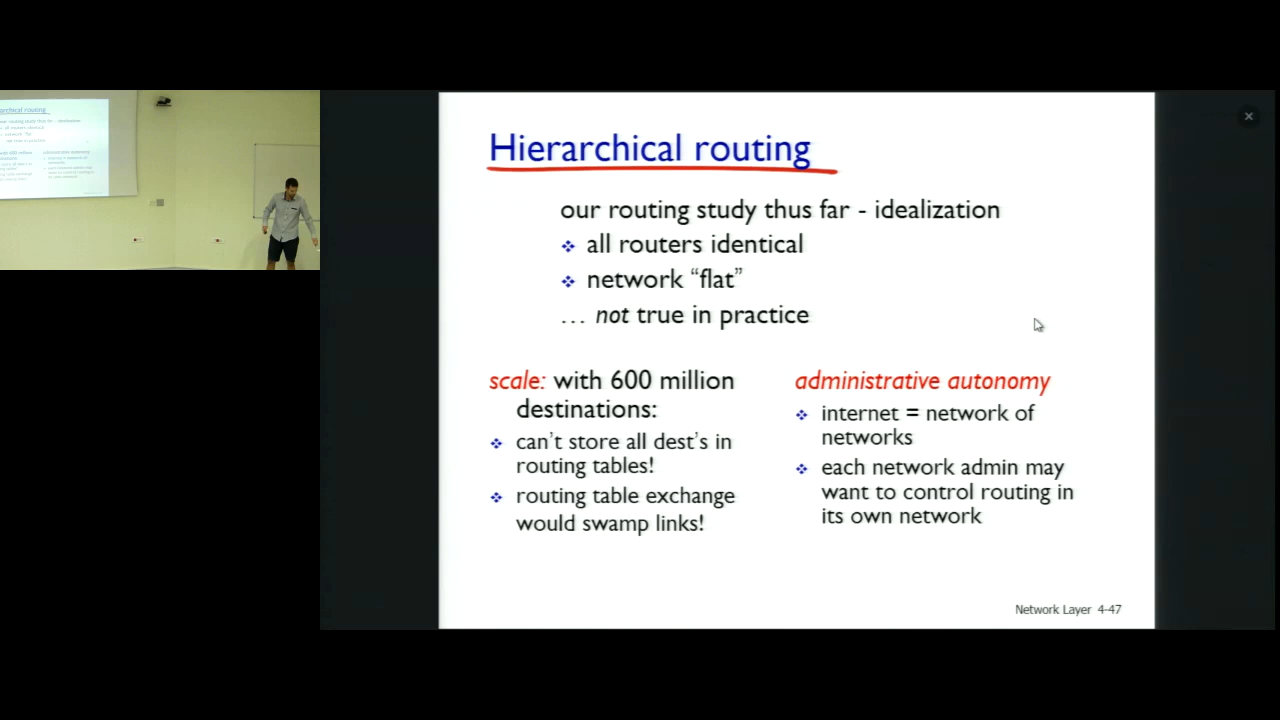 Hierarchical routing
our routing study thus far - idealization
❖ all routers identical
❖ network “flat”
… not true in practice
scale: with 600 million
destinations:
❖ can’t store all dest’s in
routing tables!
❖ routing table exchange
would swamp links!
administrative autonomy
❖ internet = network of
networks
❖ each network admin may
want to control routing in
its own network
Network Layer 4-47